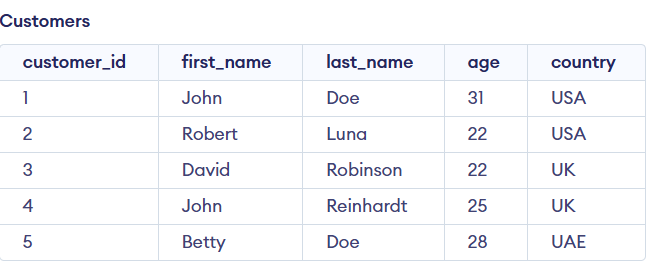 Customers
customer_id first_name last_name age country
1 John Doe 31 USA
2 Robert Luna 22 USA
3 David Robinson 22 UK
4 John Reinhardt 25 UK
5 Betty Doe 28 UAE